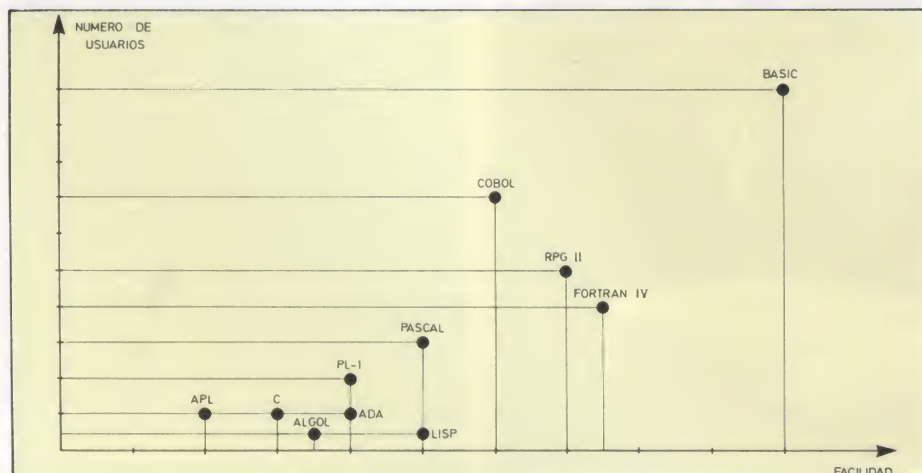 NUMERO DE
USUARIOS
BASIC
COBOL
RPG II
FORTRAN IV
PASCAL
PL-1
APL
C
ADA
ALGOL
LISP
FACILIDAD